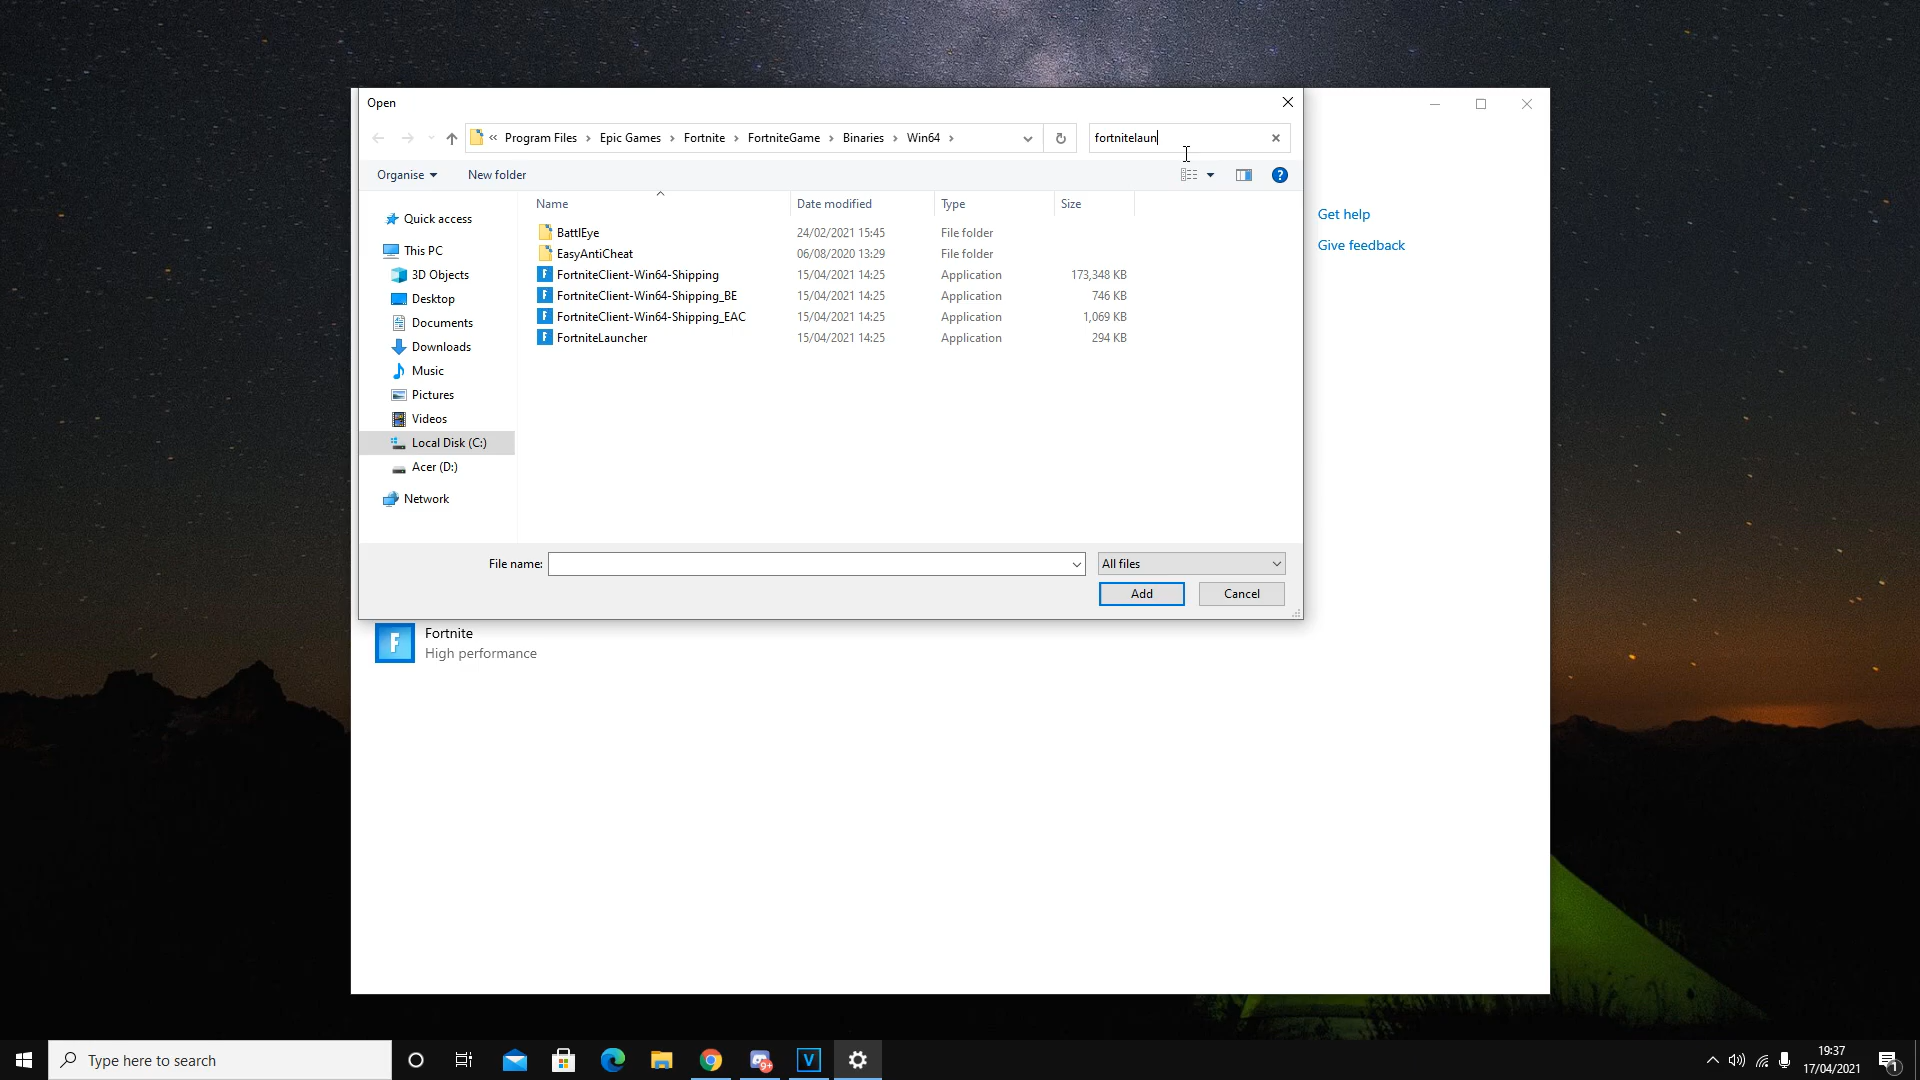 Open
« Program Files › Epic Games › Fortnite › FortniteGame › Binaries › Win64 ›
fortnitelaun
Organise
New folder
Name Date modified Type Size
BattlEye 24/02/2021 15:45 File folder
EasyAntiCheat 06/08/2020 13:29 File folder
FortniteClient-Win64-Shipping 15/04/2021 14:25 Application 173,348 KB
FortniteClient-Win64-Shipping_BE 15/04/2021 14:25 Application 746 KB
FortniteClient-Win64-Shipping_EAC 15/04/2021 14:25 Application 1,069 KB
FortniteLauncher 15/04/2021 14:25 Application 294 KB
Quick access
This PC
3D Objects
Desktop
Documents
Downloads
Music
Pictures
Videos
Local Disk (C:)
Acer (D:)
Network
File name:
All files
Add
Cancel
Get help
Give feedback
F
Fortnite
High performance
Type here to search
9+
V
19:37
17/04/2021
1